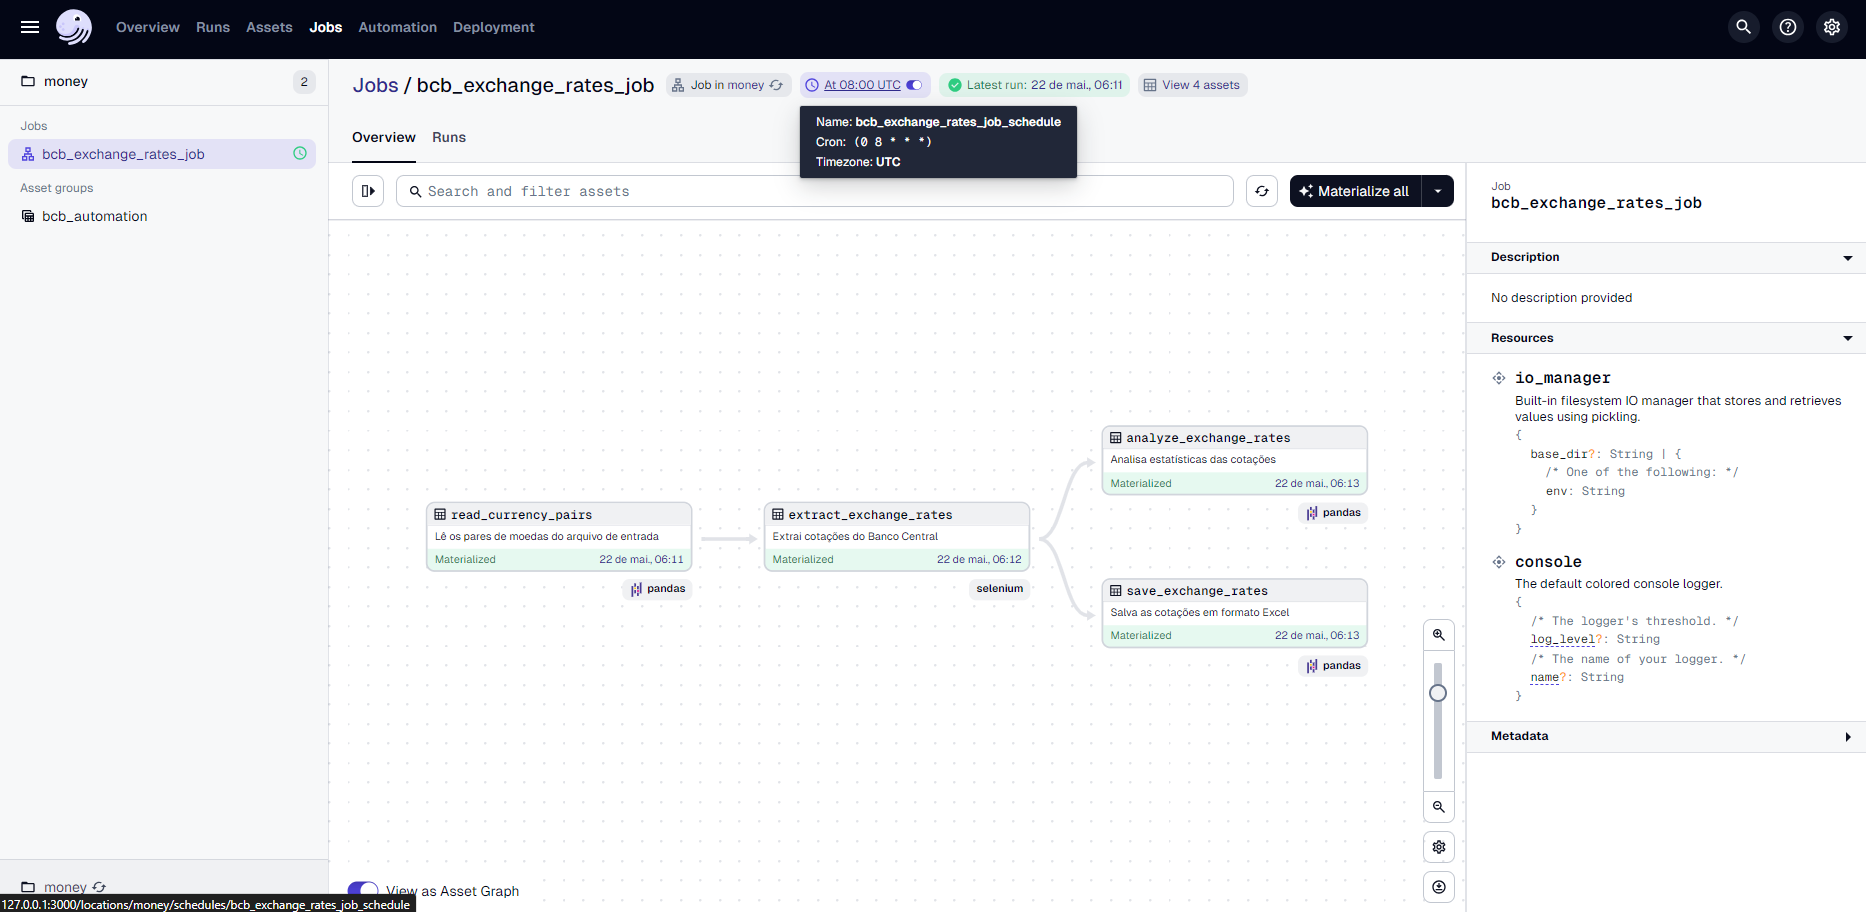 Overview Runs Assets Jobs Automation Deployment
money 2
Jobs
bcb_exchange_rates_job
Asset groups
bcb_automation
Jobs / bcb_exchange_rates_job Job in money At 08:00 UTC Latest run: 22 de mai., 06:11 View 4 assets
Name: bcb_exchange_rates_job_schedule
Cron: (0 8 * * *)
Timezone: UTC
Overview Runs
Search and filter assets
Materialize all
read_currency_pairs
Lê os pares de moedas do arquivo de entrada
Materialized 22 de mai., 06:11
pandas
extract_exchange_rates
Extrai cotações do Banco Central
Materialized 22 de mai., 06:12
selenium
analyze_exchange_rates
Analisa estatísticas das cotações
Materialized 22 de mai., 06:13
pandas
save_exchange_rates
Salva as cotações em formato Excel
Materialized 22 de mai., 06:13
pandas
View as Asset Graph
Job
bcb_exchange_rates_job
Description
No description provided
Resources
io_manager
Built-in filesystem IO manager that stores and retrieves
values using pickling.
{
base_dir?: String | {
/* One of the following: */
env: String
}
}
console
The default colored console logger.
{
/* The logger's threshold. */
log_level?: String
/* The name of your logger. */
name?: String
}
Metadata
money
127.0.0.1:3000/locations/money/schedules/bcb_exchange_rates_job_schedule